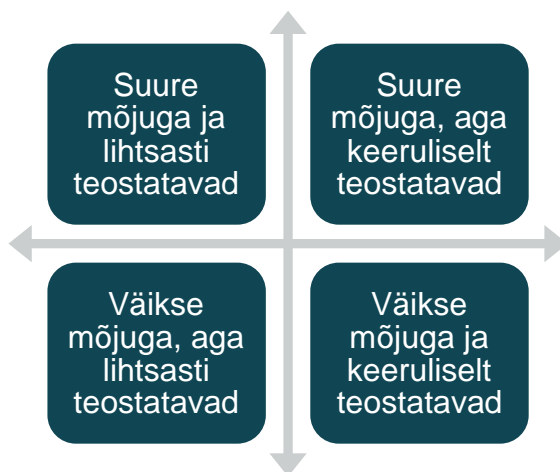 Suure
mõjuga ja
lihtsasti
teostatavad
Suure
mõjuga, aga
keeruliselt
teostatavad
Väikse
mõjuga, aga
lihtsasti
teostatavad
Väikse
mõjuga ja
keeruliselt
teostatavad